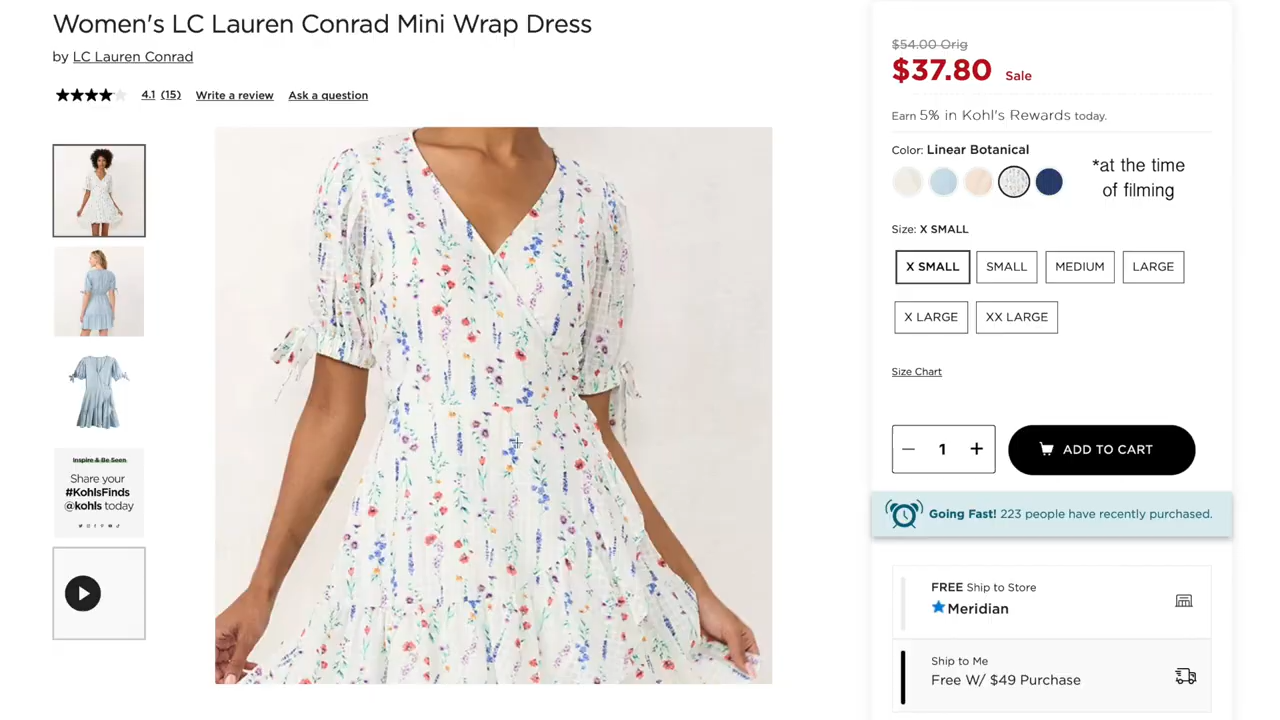 Women's LC Lauren Conrad Mini Wrap Dress
by LC Lauren Conrad
4.1 (15) Write a review Ask a question
Inspire & Be Seen
Share your
#KohlsFinds
@kohls today
$54.00 Orig
$37.80 Sale
Earn 5% in Kohl's Rewards today.
Color: Linear Botanical
*at the time
of filming
Size: X SMALL
X SMALL SMALL MEDIUM LARGE
X LARGE XX LARGE
Size Chart
1 ADD TO CART
Going Fast! 223 people have recently purchased.
FREE Ship to Store
Meridian
Ship to Me
Free W/ $49 Purchase